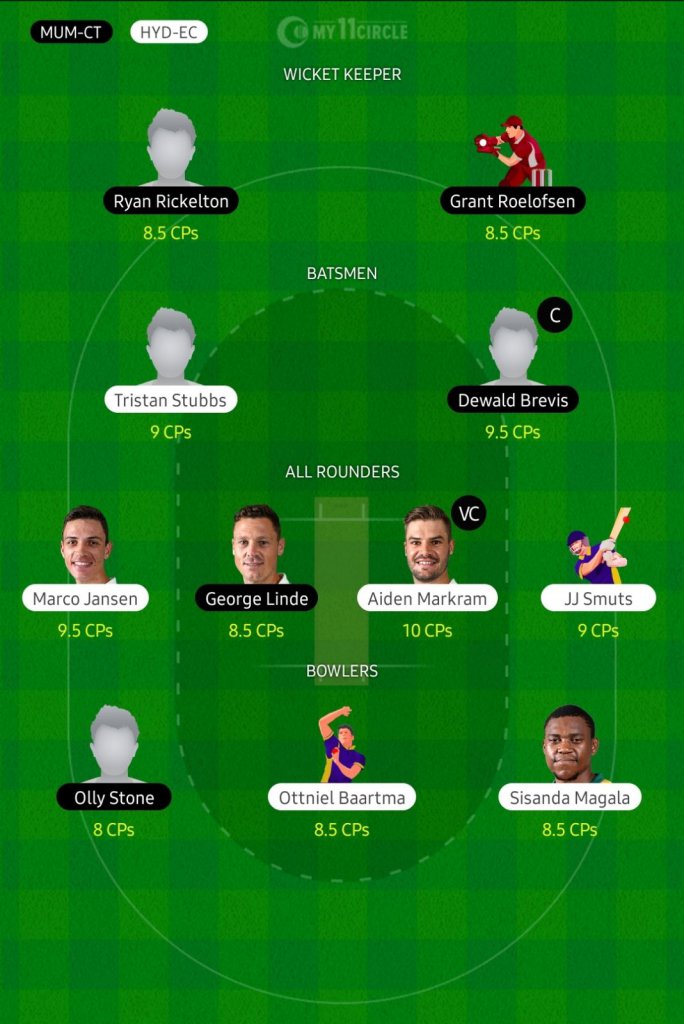 MUM-CT HYD-EC MY11CIRCLE
WICKET KEEPER
Ryan Rickelton Grant Roelofsen
8.5 CPs 8.5 CPs
BATSMEN
C
Tristan Stubbs Dewald Brevis
9 CPs 9.5 CPs
ALL ROUNDERS
VC
Marco Jansen George Linde Aiden Markram JJ Smuts
9.5 CPs 8.5 CPs 10 CPs 9 CPs
BOWLERS
Olly Stone Ottniel Baartma Sisanda Magala
8 CPs 8.5 CPs 8.5 CPs